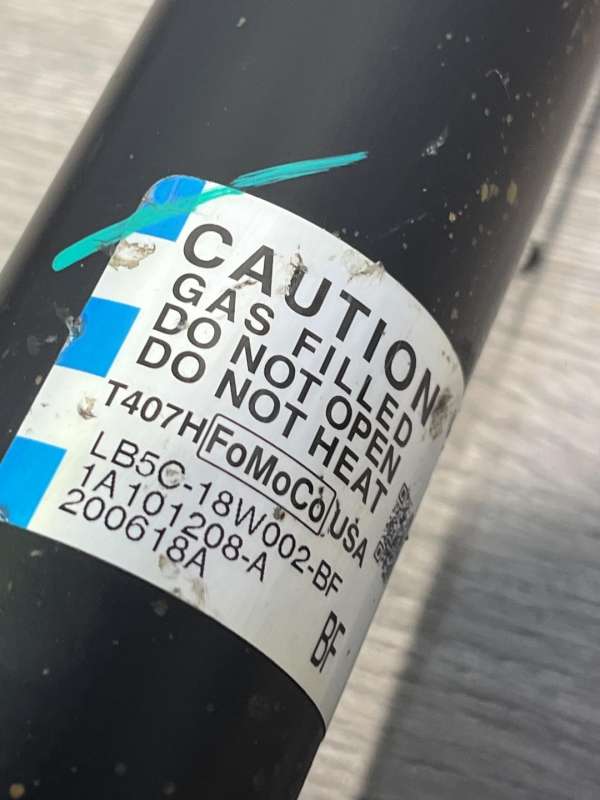 CAUTION
GAS FILLED
DO NOT OPEN
DO NOT HEAT
T407H FoMoCo USA
LB5C-18W002-BF
1A101208-A
200618A
BF